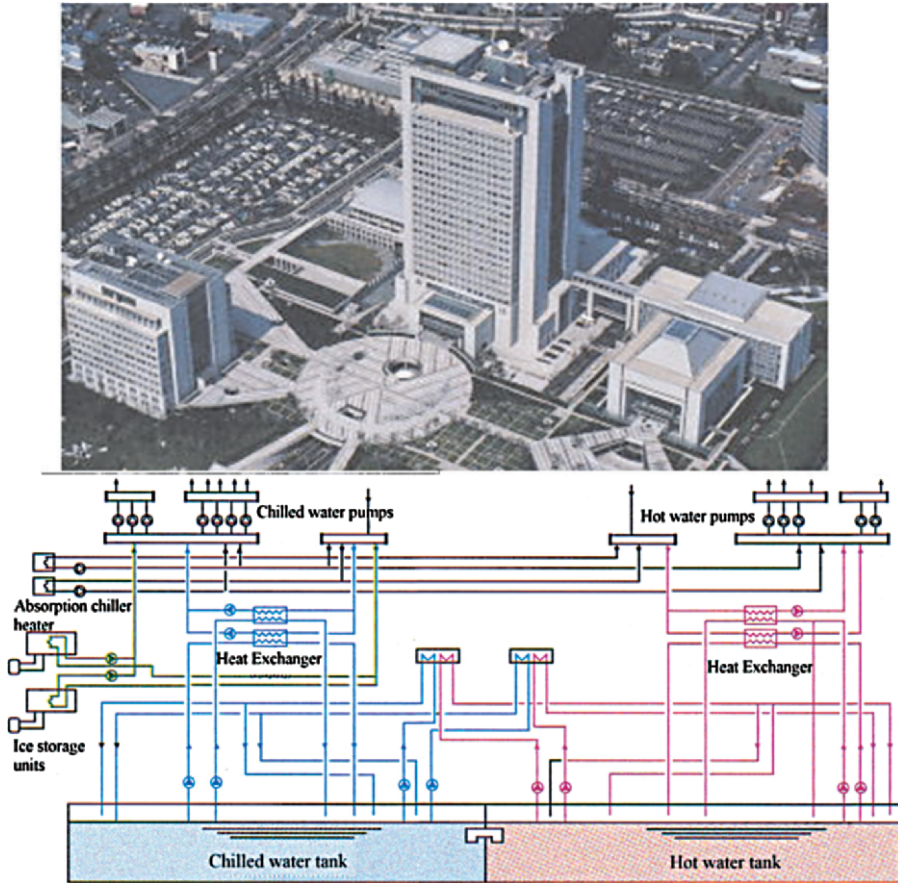 Chilled water pumps
Hot water pumps
Absorption chiller
heater
Heat Exchanger
Heat Exchanger
Ice storage
units
Chilled water tank
Hot water tank